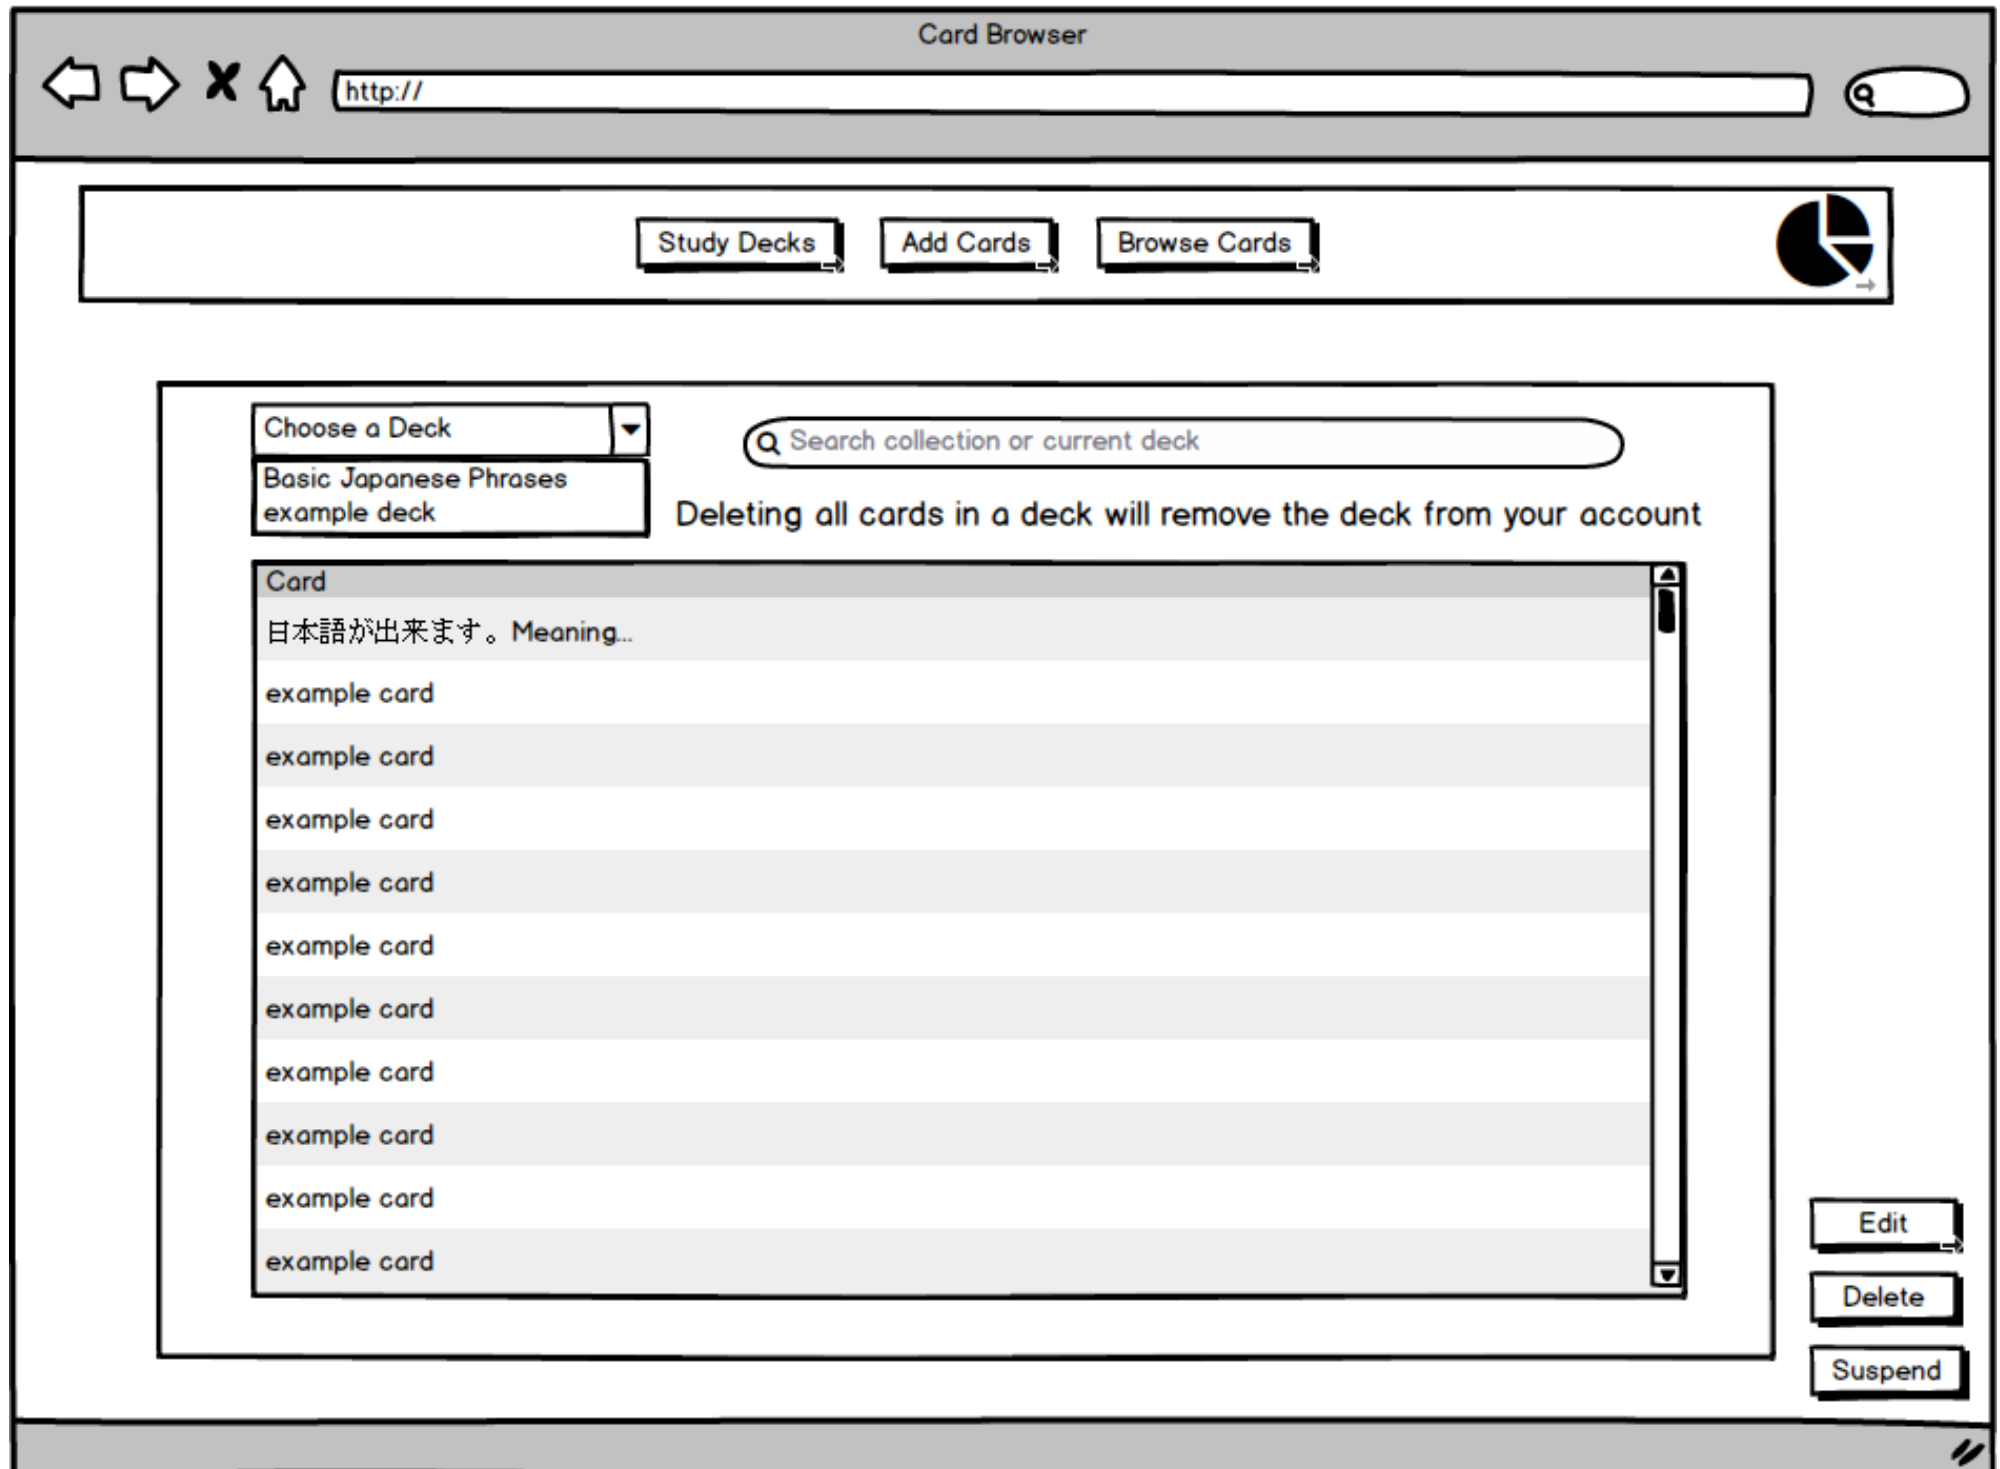 Card Browser
http://
Study Decks
Add Cards
Browse Cards
Choose a Deck
Search collection or current deck
Basic Japanese Phrases
example deck
Deleting all cards in a deck will remove the deck from your account
Card
日本語が出来ます。Meaning...
example card
example card
example card
example card
example card
example card
example card
example card
example card
example card
Edit
Delete
Suspend